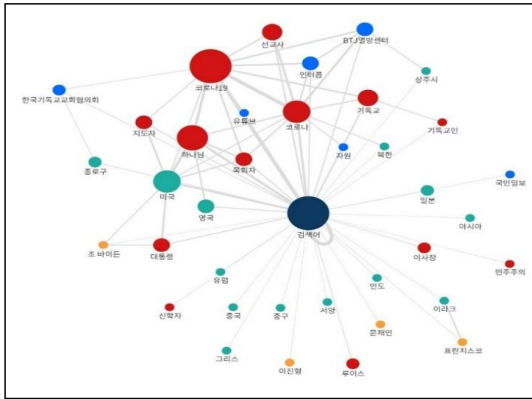 선교사
BTJ열방센터
코로나19
인터콥
상주시
한국기독교교회협의회
유튜브
코로나
기독교
지도자
하나님
기독교인
목회자
자원
북한
종로구
미국
국민일보
영국
일본
검색어
아시아
조 바이든
대통령
이사장
민주주의
유럽
인도
신학자
중국
중구
서양
이라크
문재인
프란치스코
그리스
이신형
루이스